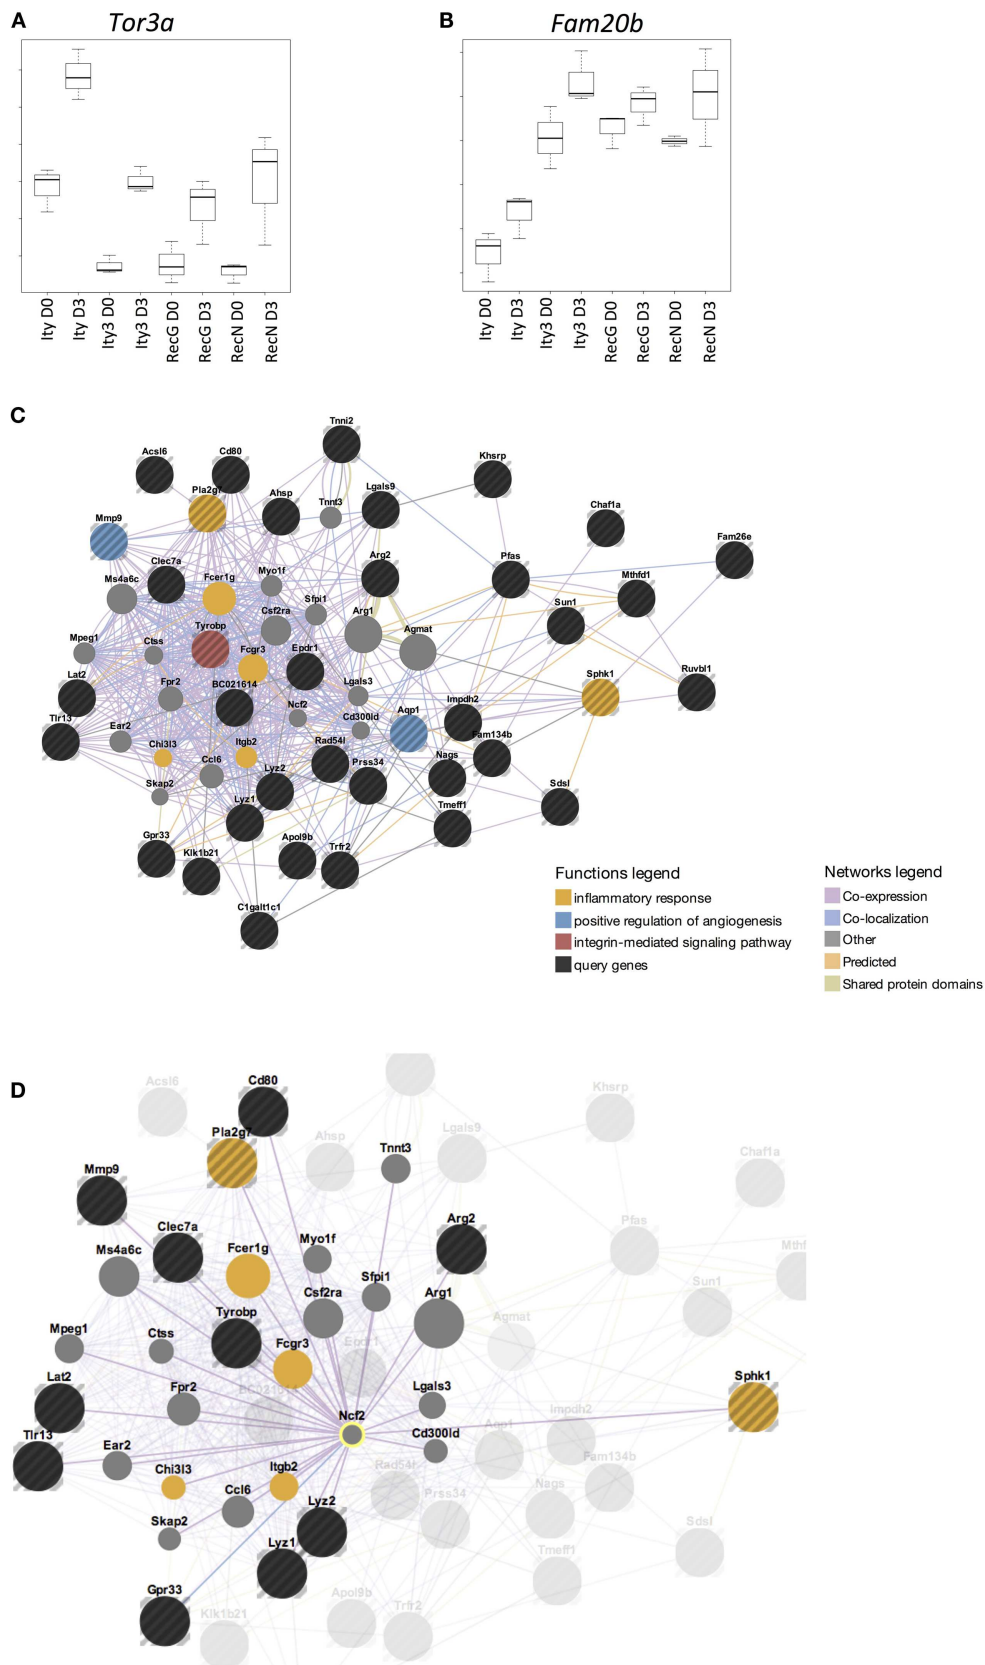 A
Tor3a
B
Fam20b
Ity D0
Ity D3
Ity3 D0
Ity3 D3
RecG D0
RecG D3
RecN D0
RecN D3
Ity D0
Ity D3
Ity3 D0
Ity3 D3
RecG D0
RecG D3
RecN D0
RecN D3
C
Tnni2
Acsl6
Cd80
Khsrp
Pla2g7
Ahsp
Tnnt3
Lgals9
Chaf1a
Mmp9
Fam26e
Clec7a
Fcer1g
Myo1f
Arg2
Pfas
Ms4a6c
Mthfd1
Sfpi1
Csf2ra
Arg1
Sun1
Tyrobp
Agmat
Mpeg1
Ctss
Fcgr3
Epdr1
Lat2
Fpr2
BC021614
Lgals3
Sphk1
Ruvbl1
Ncf2
Impdh2
Tlr13
Ear2
Cd300ld
Aqp1
Chi3l3
Itgb2
Rad54l
Fam134b
Ccl6
Lyz2
Prss34
Nags
Skap2
Sdsl
Lyz1
Tmeff1
Gpr33
Klk1b21
Apol9b
Trfr2
C1galt1c1
Functions legend
inflammatory response
positive regulation of angiogenesis
integrin-mediated signaling pathway
query genes
Networks legend
Co-expression
Co-localization
Other
Predicted
Shared protein domains
D
Acsl6
Cd80
Khsrp
Pla2g7
Ahsp
Tnnt3
Lgals9
Chaf1a
Mmp9
Clec7a
Arg2
Pfas
Ms4a6c
Fcer1g
Myo1f
Mthf
Sfpi1
Csf2ra
Arg1
Sun1
Tyrobp
Agmat
Mpeg1
Ctss
Fcgr3
Epdr1
Lat2
Fpr2
BC021614
Lgals3
Sphk1
Ncf2
Impdh2
Tlr13
Ear2
Cd300ld
Aqp1
Chi3l3
Itgb2
Rad54l
Fam134b
Ccl6
Lyz2
Prss34
Nags
Skap2
Sdsl
Lyz1
Tmeff1
Gpr33
Klk1b21
Apol9b
Trfr2